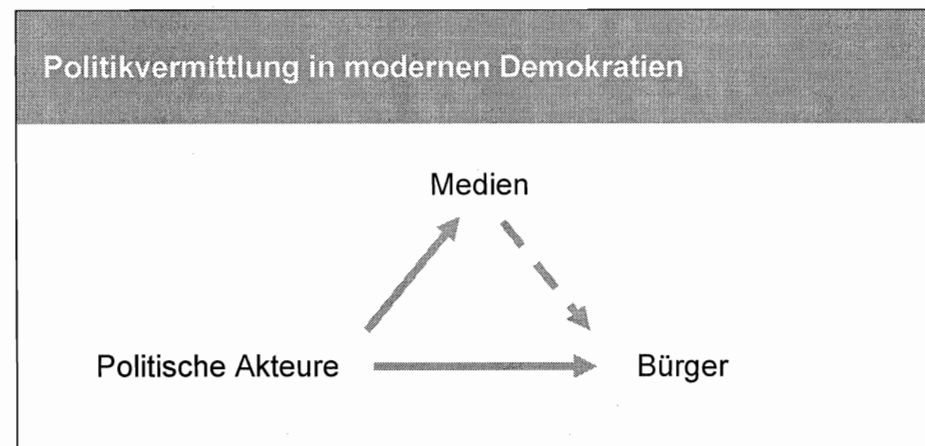 Politikvermittlung in modernen Demokratien
Medien
Politische Akteure
Bürger